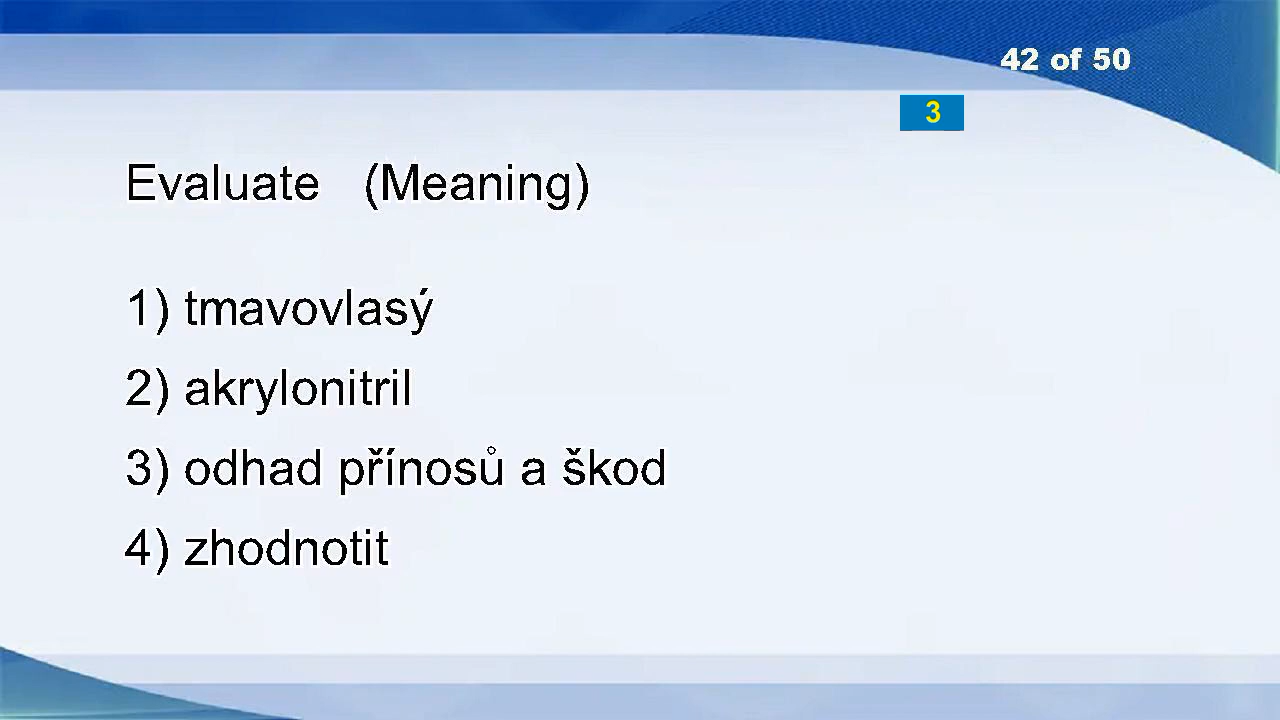 42 of 50
3
Evaluate (Meaning)
1) tmavovlasý
2) akrylonitril
3) odhad přínosů a škod
4) zhodnotit